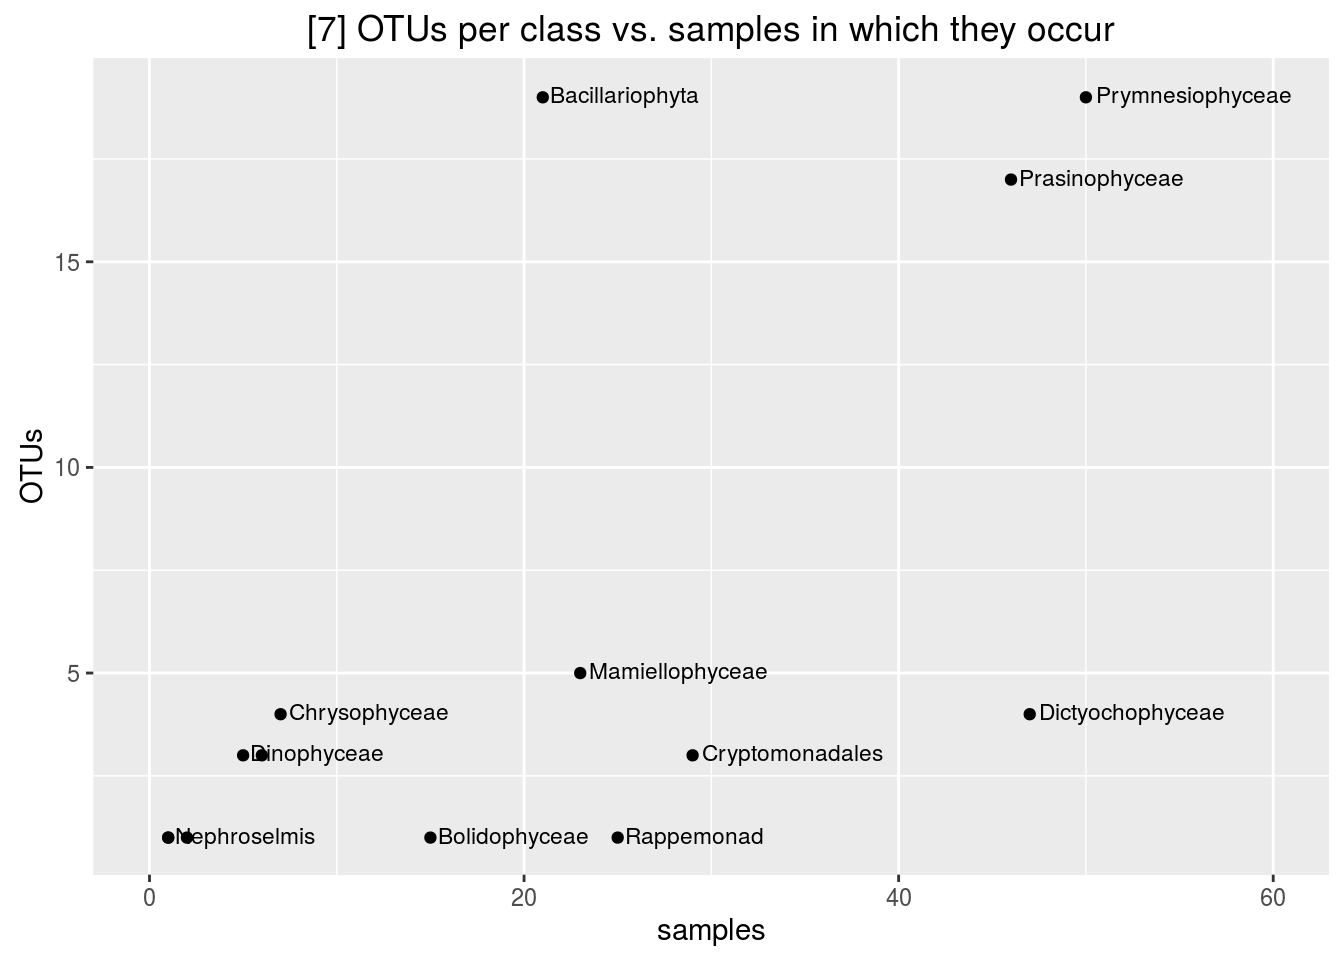 [7] OTUs per class vs. samples in which they occur
Bacillariophyta
Prymnesiophyceae
Prasinophyceae
15
OTUs
10
Mamiellophyceae
5
Chrysophyceae
Dictyochophyceae
Dinophyceae
Cryptomonadales
Nephroselmis
Bolidophyceae
Rappemonad
0
20
40
60
samples